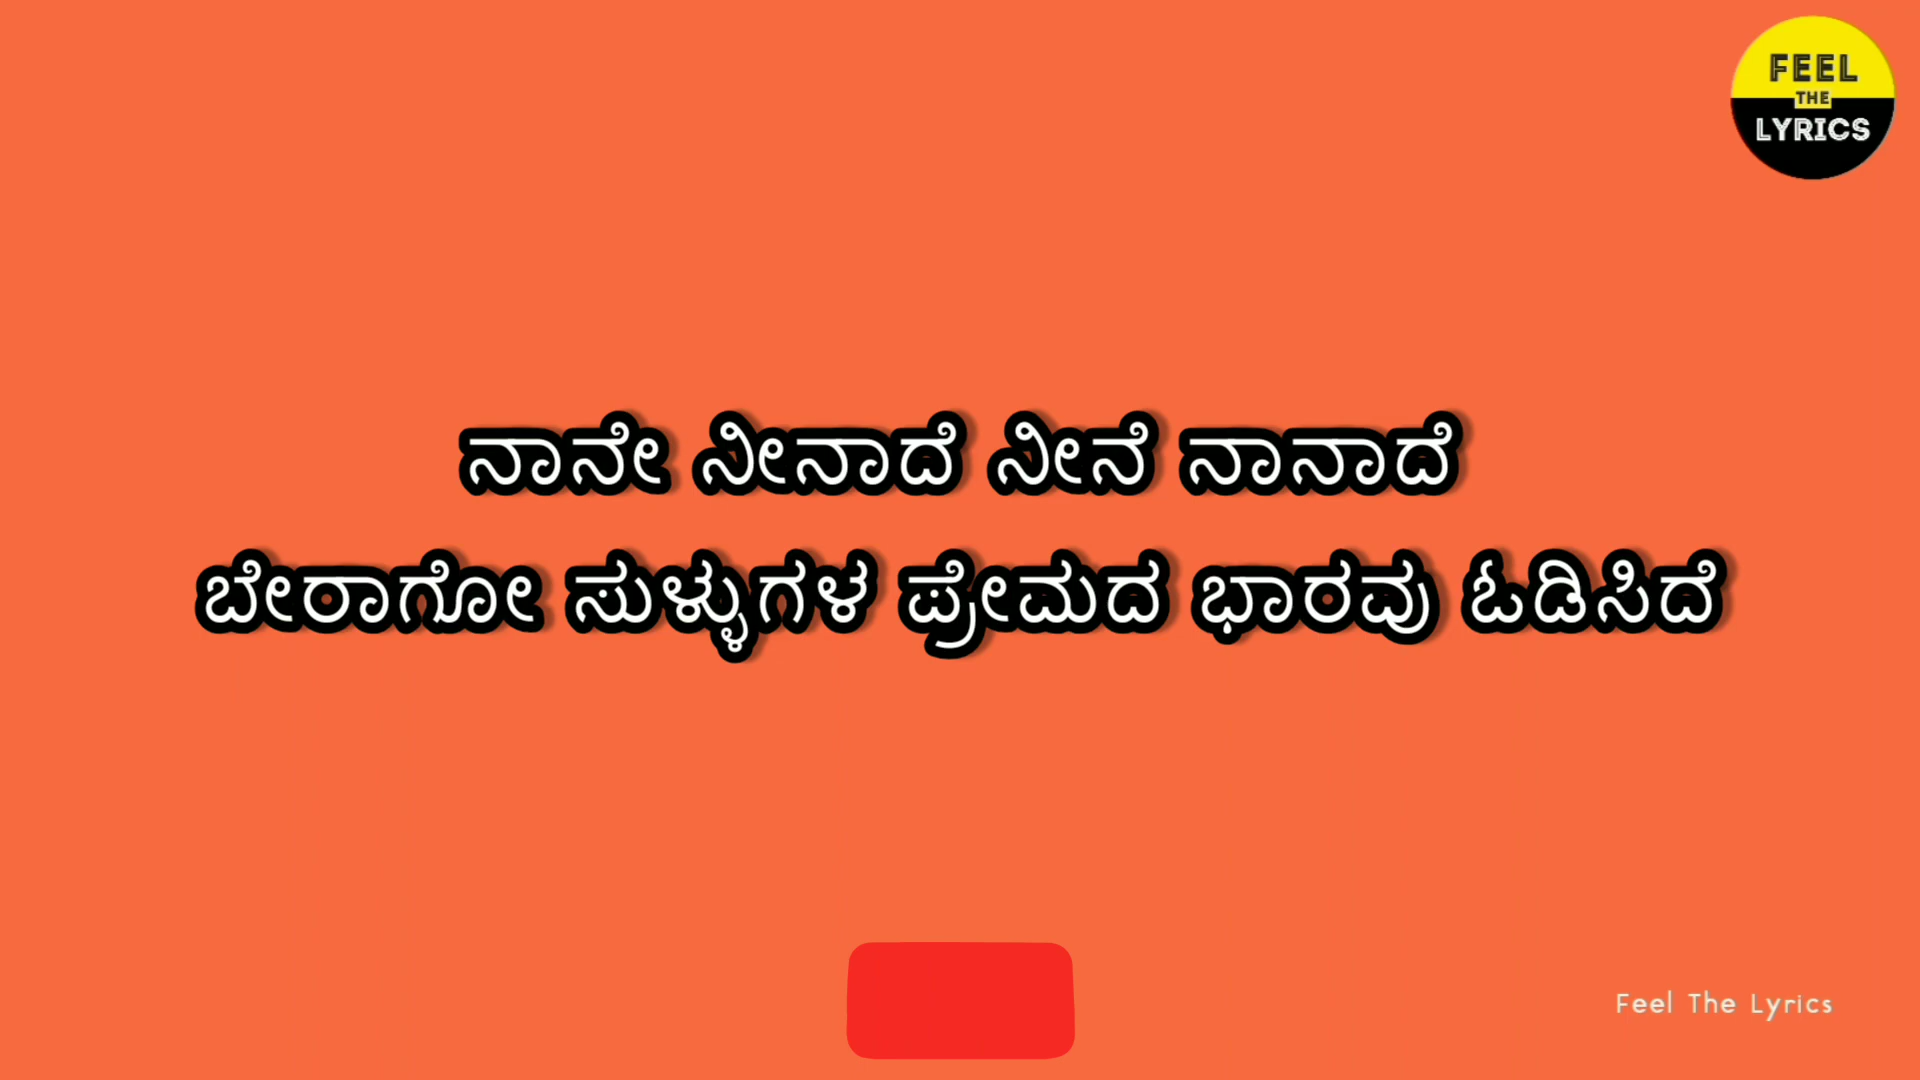 FEEL
THE
LYRICS
ನಾನೇ ನೀನಾದೆ ನೀನೆ ನಾನಾದೆ
ಬೇರಾಗೋ ಸುಳ್ಳುಗಳ ಪ್ರೇಮದ ಭಾರವು ಓಡಿಸಿದೆ
Feel The Lyrics